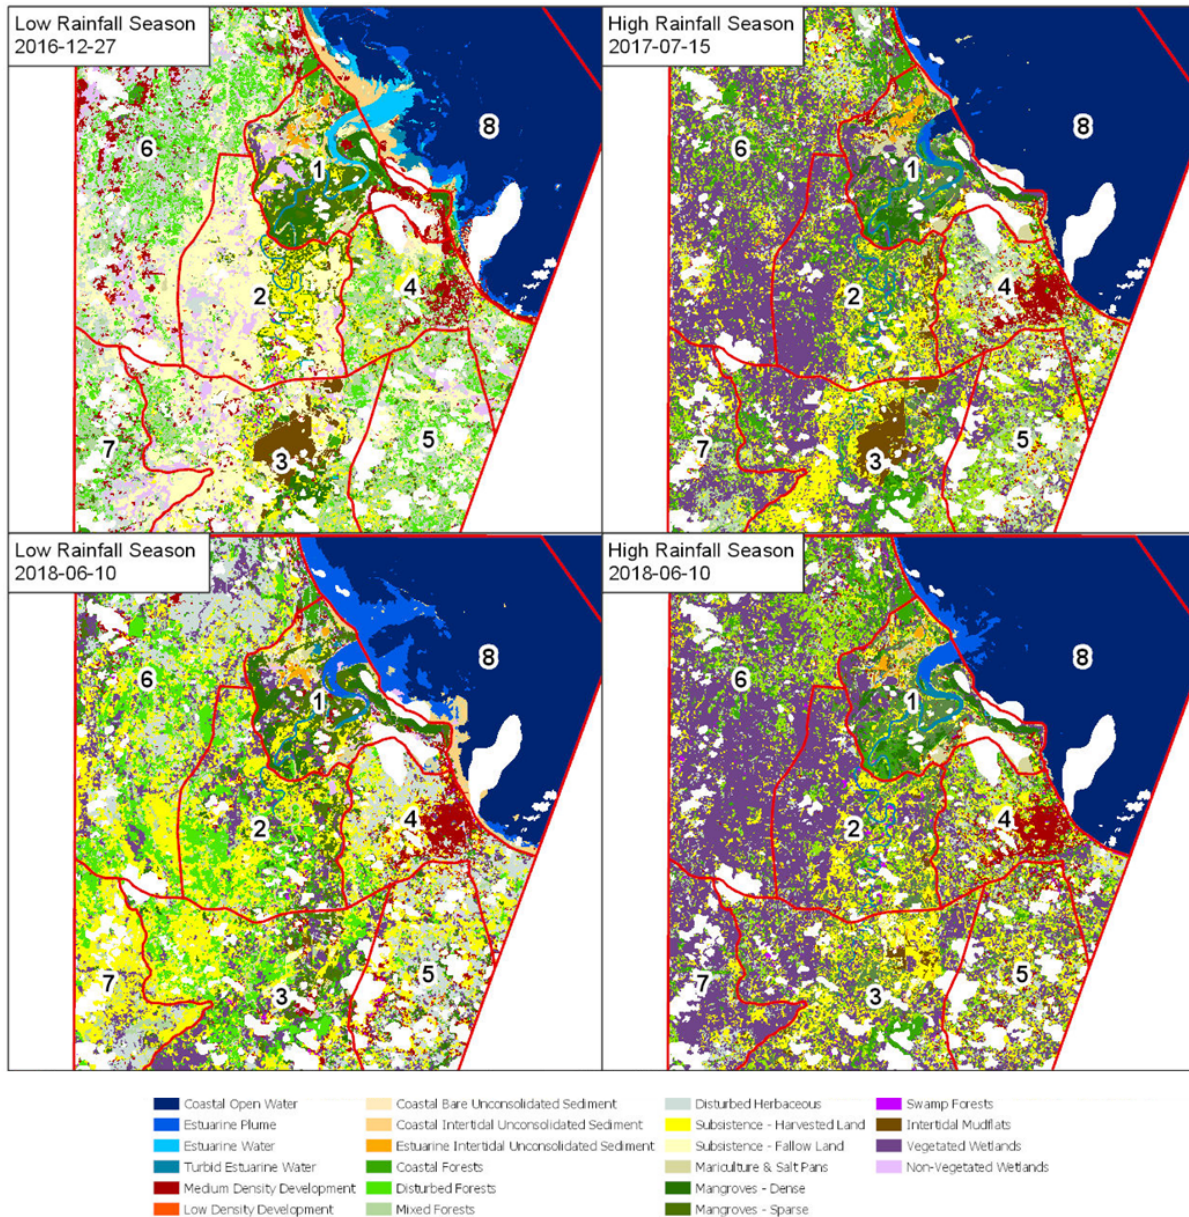 Low Rainfall Season
2016-12-27
6
1
8
2
4
7
3
5
High Rainfall Season
2017-07-15
6
1
8
2
4
7
3
5
Low Rainfall Season
2018-06-10
6
1
8
2
4
7
3
5
High Rainfall Season
2018-06-10
6
1
8
2
4
7
3
5
Coastal Open Water
Estuarine Plume
Estuarine Water
Turbid Estuarine Water
Medium Density Development
Low Density Development
Coastal Bare Unconsolidated Sediment
Coastal Intertidal Unconsolidated Sediment
Estuarine Intertidal Unconsolidated Sediment
Coastal Forests
Disturbed Forests
Mixed Forests
Disturbed Herbaceous
Subsistence - Harvested Land
Subsistence - Fallow Land
Mariculture & Salt Pans
Mangroves - Dense
Mangroves - Sparse
Swamp Forests
Intertidal Mudflats
Vegetated Wetlands
Non-Vegetated Wetlands